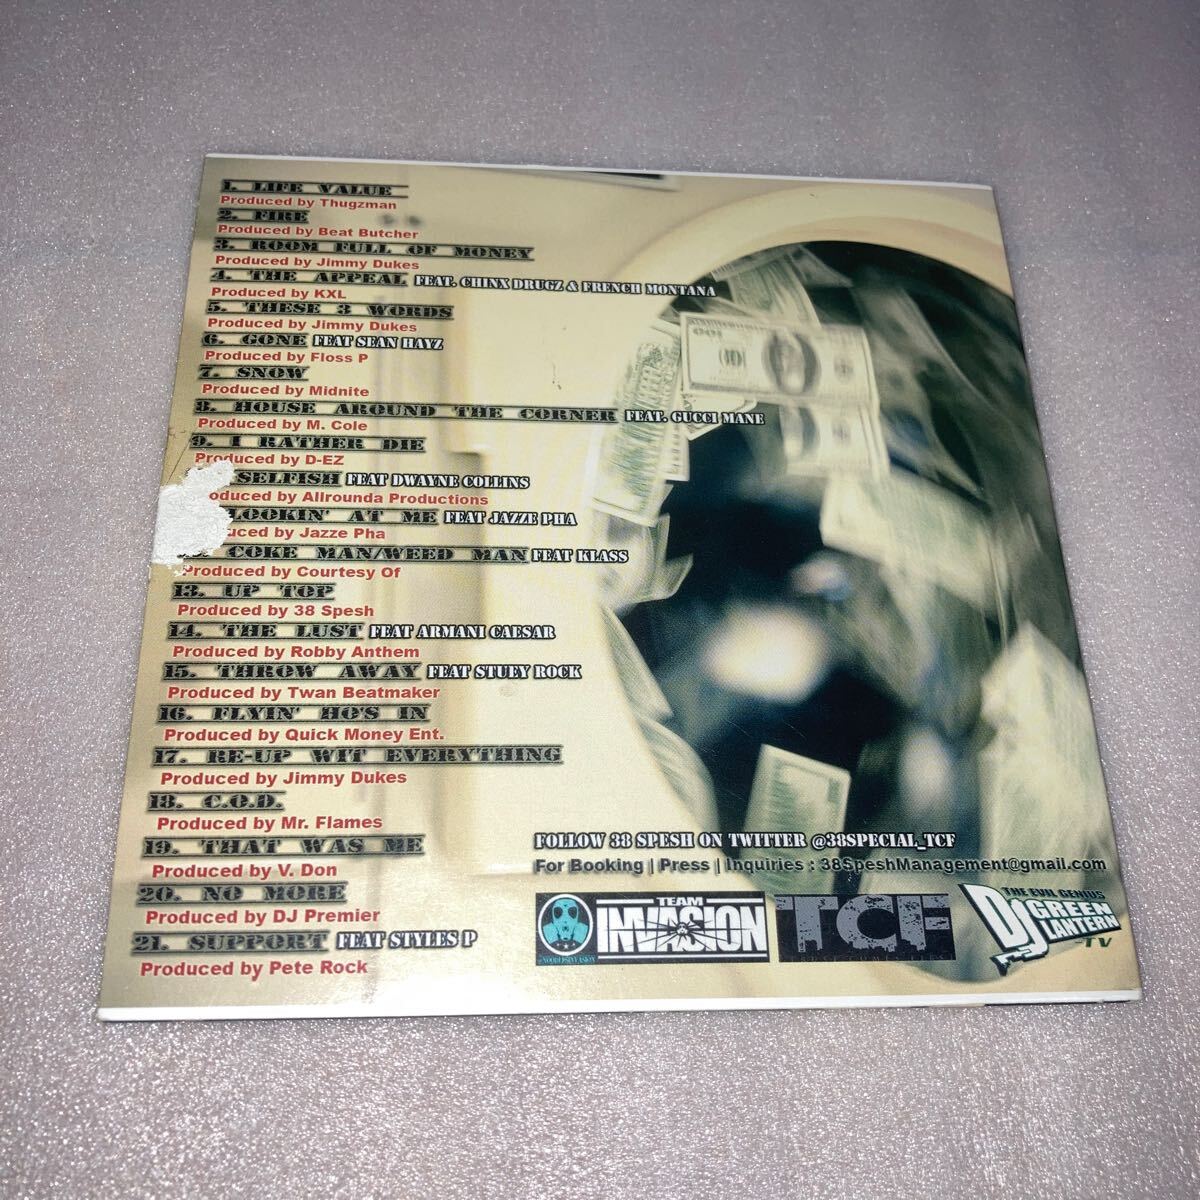 1. LIFE VALUE
Produced by Thugzman
2. FIRE
Produced by Beat Butcher
3. ROOM FULL OF MONEY
Produced by Jimmy Dukes
4. THE APPEAL FEAT. CHINX DRUGZ & FRENCH MONTANA
Produced by KXL
5. THESE 3 WORDS
Produced by Jimmy Dukes
6. GONE FEAT SEAN HAYZ
Produced by Floss P
7. SNOW
Produced by Midnite
8. HOUSE AROUND THE CORNER FEAT. GUCCI MANE
Produced by M. Cole
9. I RATHER DIE
Produced by D-EZ
SELFISH FEAT DWAYNE COLLINS
oduced by Allrounda Productions
LOOKIN' AT ME FEAT JAZZE PHA
uced by Jazze Pha
COKE MAN/WEED MAN FEAT KLASS
Produced by Courtesy Of
13. UP TOP
Produced by 38 Spesh
14. THE LUST FEAT ARMANI CAESAR
Produced by Robby Anthem
15. THROW AWAY FEAT STUEY ROCK
Produced by Twan Beatmaker
16. FLYIN' HO'S IN
Produced by Quick Money Ent.
17. RE-UP WIT EVERYTHING
Produced by Jimmy Dukes
18. C.O.D.
Produced by Mr. Flames
19. THAT WAS ME
Produced by V. Don
20. NO MORE
Produced by DJ Premier
21. SUPPORT FEAT STYLES P
Produced by Pete Rock
FOLLOW 38 SPESH ON TWITTER @38SPECIAL_TCF
For Booking | Press | Inquiries : 38SpeshManagement@gmail.com
TEAM
INVASION
TCF
THE EVIL GENIUS
DJ GREEN
LANTERN
TV
100